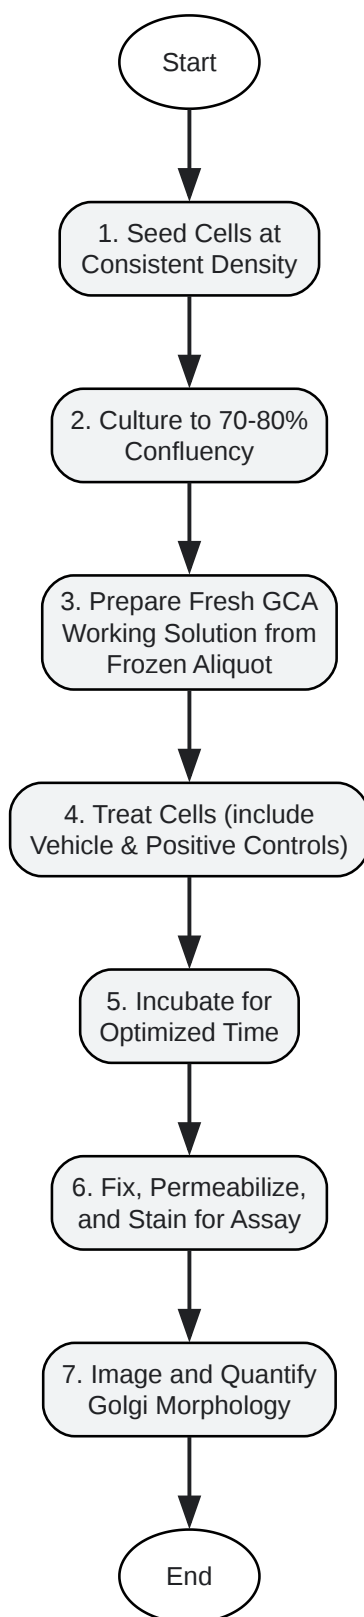 Start
1. Seed Cells at
Consistent Density
2. Culture to 70-80%
Confluency
3. Prepare Fresh GCA
Working Solution from
Frozen Aliquot
4. Treat Cells (include
Vehicle & Positive Controls)
5. Incubate for
Optimized Time
6. Fix, Permeabilize,
and Stain for Assay
7. Image and Quantify
Golgi Morphology
End